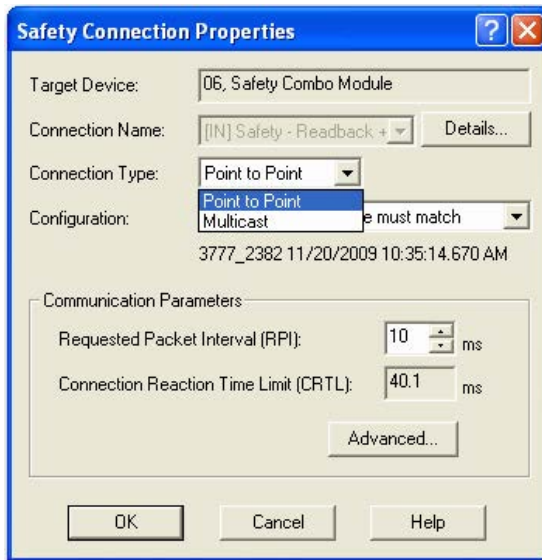 Safety Connection Properties
Target Device: 06, Safety Combo Module
Connection Name: [IN] Safety - Readback + Details...
Connection Type: Point to Point
Point to Point
Multicast
Configuration: e must match
3777_2382 11/20/2009 10:35:14.670 AM
Communication Parameters
Requested Packet Interval (RPI): 10 ms
Connection Reaction Time Limit (CRTL): 40.1 ms
Advanced...
OK Cancel Help